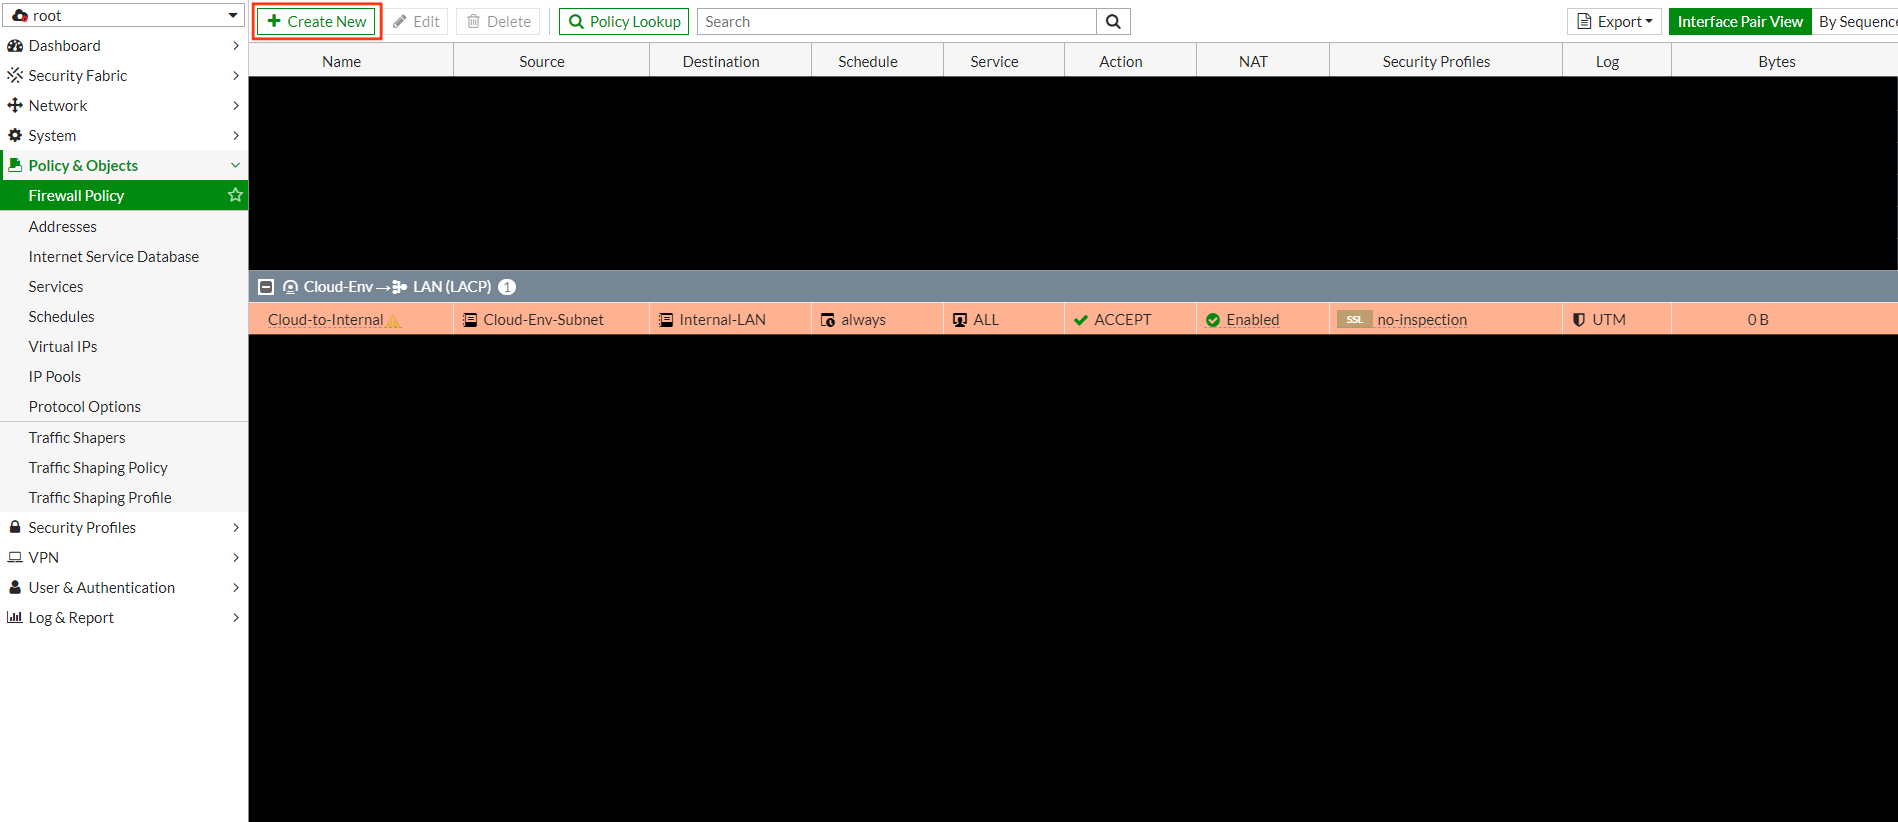 root
Create New Edit Delete Policy Lookup Search Export Interface Pair View By Sequence
Name Source Destination Schedule Service Action NAT Security Profiles Log Bytes
Dashboard
Security Fabric
Network
System
Policy & Objects
Firewall Policy
Addresses
Internet Service Database
Services
Schedules
Virtual IPs
IP Pools
Protocol Options
Traffic Shapers
Traffic Shaping Policy
Traffic Shaping Profile
Security Profiles
VPN
User & Authentication
Log & Report
Cloud-Env→ LAN (LACP) 1
Cloud-to-Internal Cloud-Env-Subnet Internal-LAN always ALL ACCEPT Enabled SSL no-inspection UTM 0 B